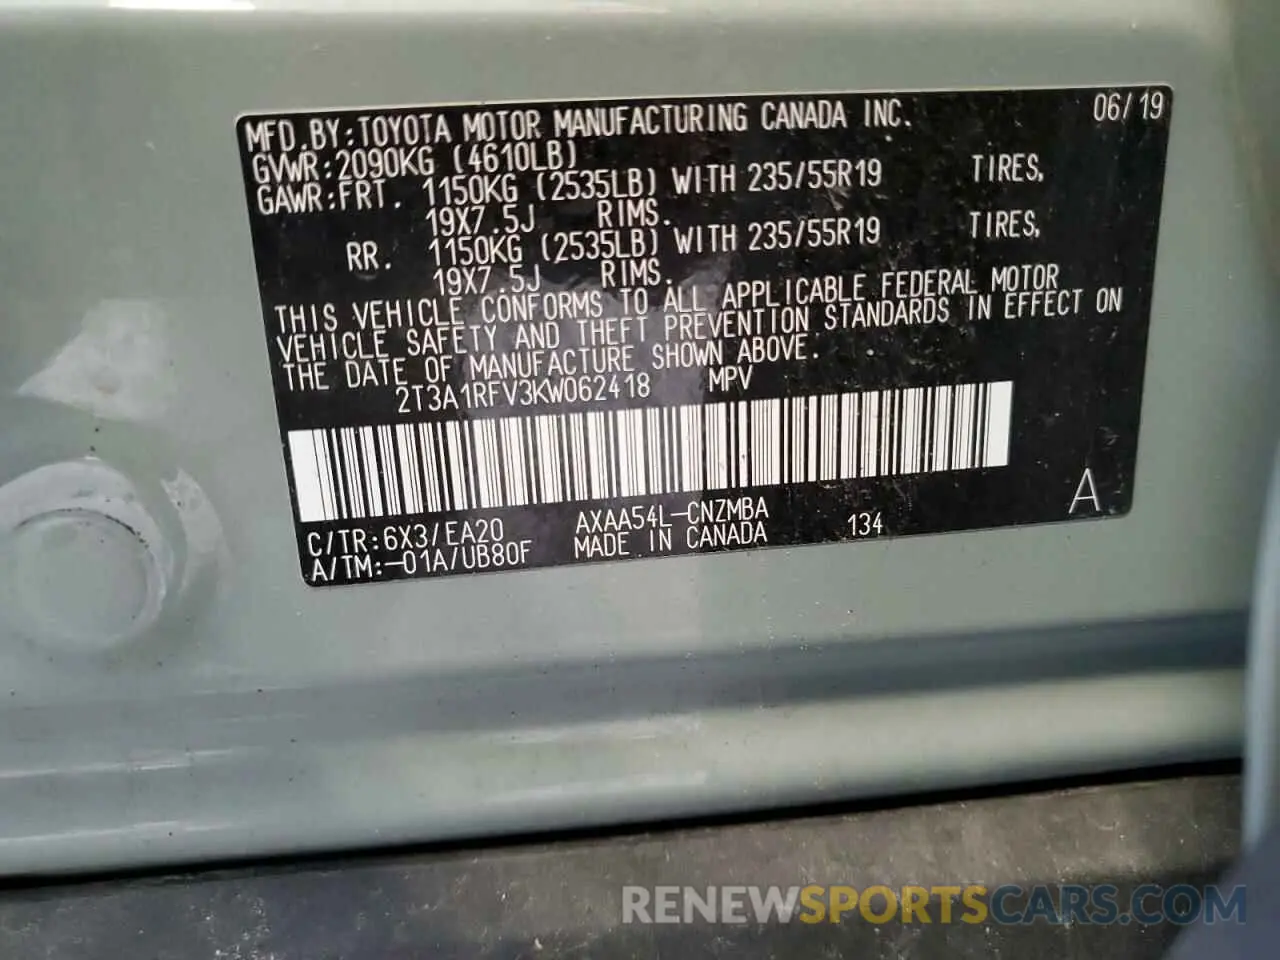 MFD.BY:TOYOTA MOTOR MANUFACTURING CANADA INC. 06/19
GVWR:2090KG (4610LB)
GAWR:FRT. 1150KG (2535LB) WITH 235/55R19 TIRES,
19X7.5J RIMS.
RR. 1150KG (2535LB) WITH 235/55R19 TIRES,
19X7.5J RIMS.
THIS VEHICLE CONFORMS TO ALL APPLICABLE FEDERAL MOTOR
VEHICLE SAFETY AND THEFT PREVENTION STANDARDS IN EFFECT ON
THE DATE OF MANUFACTURE SHOWN ABOVE.
2T3A1RFV3KW062418 MPV
A
C/TR:6X3/EA20 AXAA54L-CNZMBA 134
A/TM:-01A/UB80F MADE IN CANADA
RENEWSPORTSCARS.COM